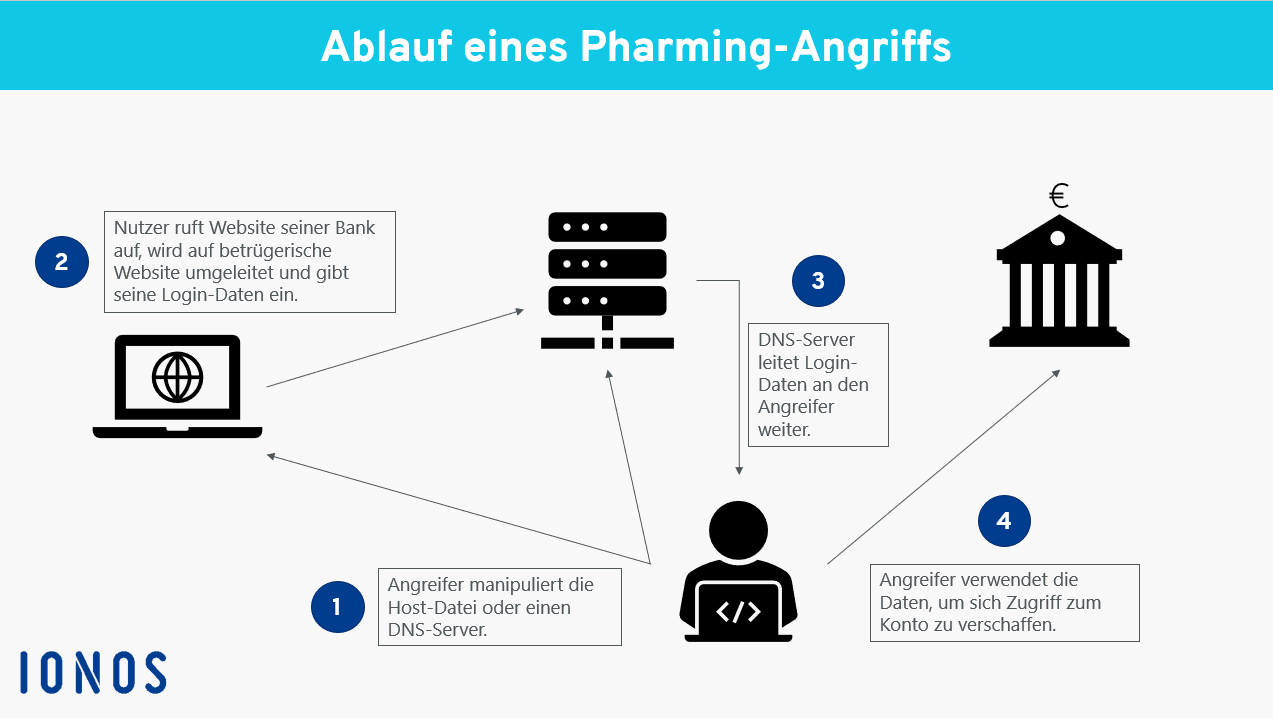 Ablauf eines Pharming-Angriffs
€
2
Nutzer ruft Website seiner Bank
auf, wird auf betrügerische
Website umgeleitet und gibt
seine Login-Daten ein.
3
DNS-Server
leitet Login-
Daten an den
Angreifer
weiter.
4
Angreifer verwendet die
Daten, um sich Zugriff zum
Konto zu verschaffen.
1
Angreifer manipuliert die
Host-Datei oder einen
DNS-Server.
</>
IONOS